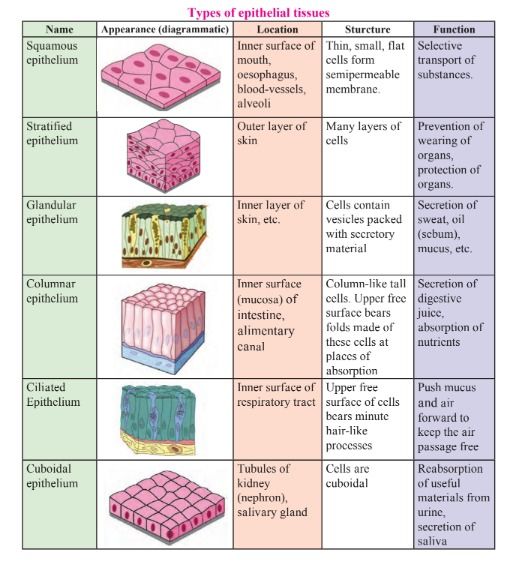 Types of epithelial tissues
Name Appearance (diagrammatic) Location Sturcture Function
Squamous
epithelium
Inner surface of
mouth,
oesophagus,
blood-vessels,
alveoli
Thin, small, flat
cells form
semipermeable
membrane.
Selective
transport of
substances.
Stratified
epithelium
Outer layer of
skin
Many layers of
cells
Prevention of
wearing of
organs,
protection of
organs.
Glandular
epithelium
Inner layer of
skin, etc.
Cells contain
vesicles packed
with secrctory
material
Secretion of
sweat, oil
(sebum),
mucus, etc.
Columnar
epithelium
Inner surface
(mucosa) of
intestine,
alimentary
canal
Column-like tall
cells. Upper free
surface bears
folds made of
these cells at
places of
absorption
Secretion of
digestive
juice,
absorption of
nutrients
Ciliated
Epithelium
Inner surface of
respiratory tract
Upper free
surface of cells
bears minute
hair-like
processes
Push mucus
and air
forward to
keep the air
passage free
Cuboidal
epithelium
Tubules of
kidney
(nephron),
salivary gland
Cells are
cuboidal
Reabsorption
of useful
materials from
urine,
secretion of
saliva